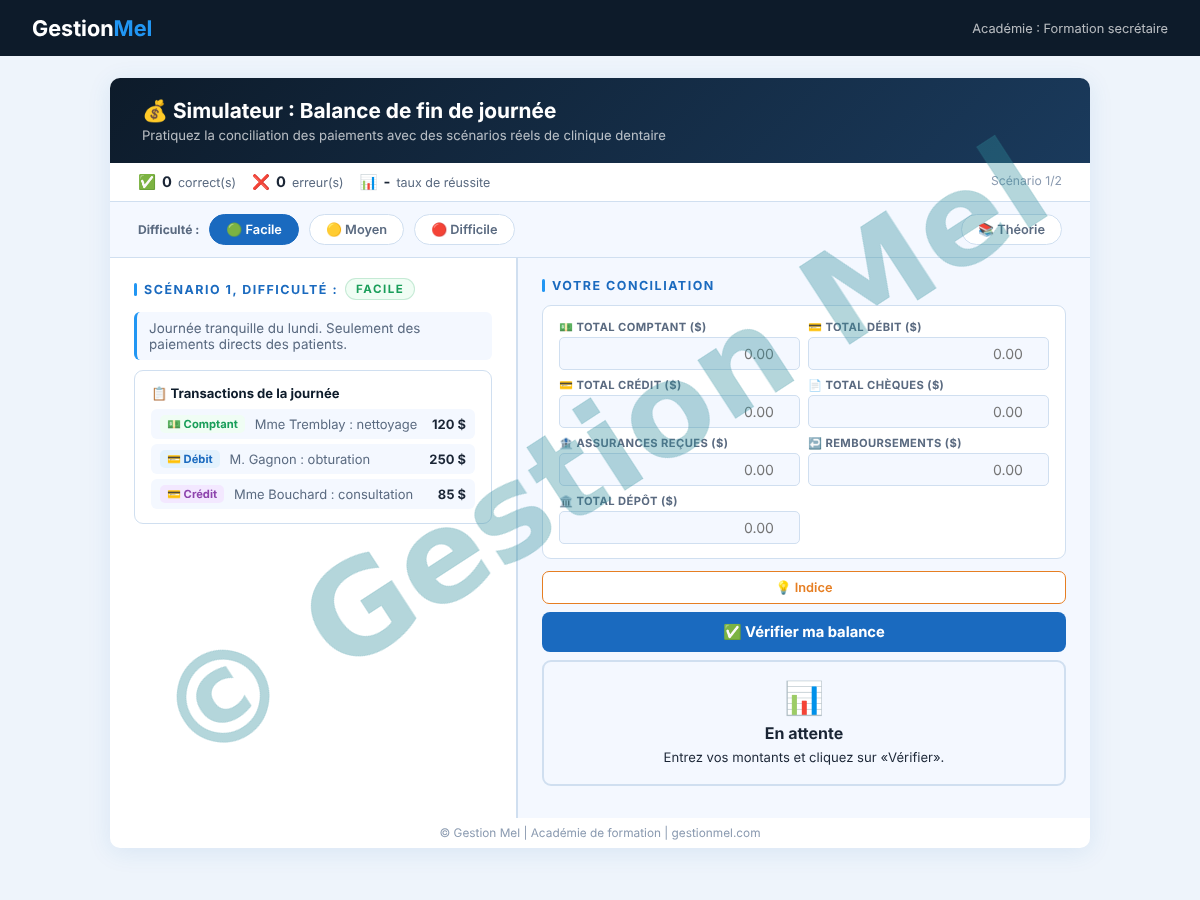 GestionMel
Académie : Formation secrétaire
💰 Simulateur : Balance de fin de journée
Pratiquez la conciliation des paiements avec des scénarios réels de clinique dentaire
✅ 0 correct(s) ❌ 0 erreur(s) 📊 - taux de réussite
Scénario 1/2
Difficulté : 🟢 Facile 🟡 Moyen 🔴 Difficile
📚 Théorie
SCÉNARIO 1, DIFFICULTÉ : FACILE
Journée tranquille du lundi. Seulement des
paiements directs des patients.
📋 Transactions de la journée
💵 Comptant Mme Tremblay : nettoyage 120 $
💳 Débit M. Gagnon : obturation 250 $
💳 Crédit Mme Bouchard : consultation 85 $
VOTRE CONCILIATION
💵 TOTAL COMPTANT ($)
0.00
💳 TOTAL DÉBIT ($)
0.00
💳 TOTAL CRÉDIT ($)
0.00
📄 TOTAL CHÈQUES ($)
0.00
🏦 ASSURANCES REÇUES ($)
0.00
↩️ REMBOURSEMENTS ($)
0.00
🏛️ TOTAL DÉPÔT ($)
0.00
💡 Indice
✅ Vérifier ma balance
📊
En attente
Entrez vos montants et cliquez sur «Vérifier».
© Gestion Mel | Académie de formation | gestionmel.com
© Gestion Mel